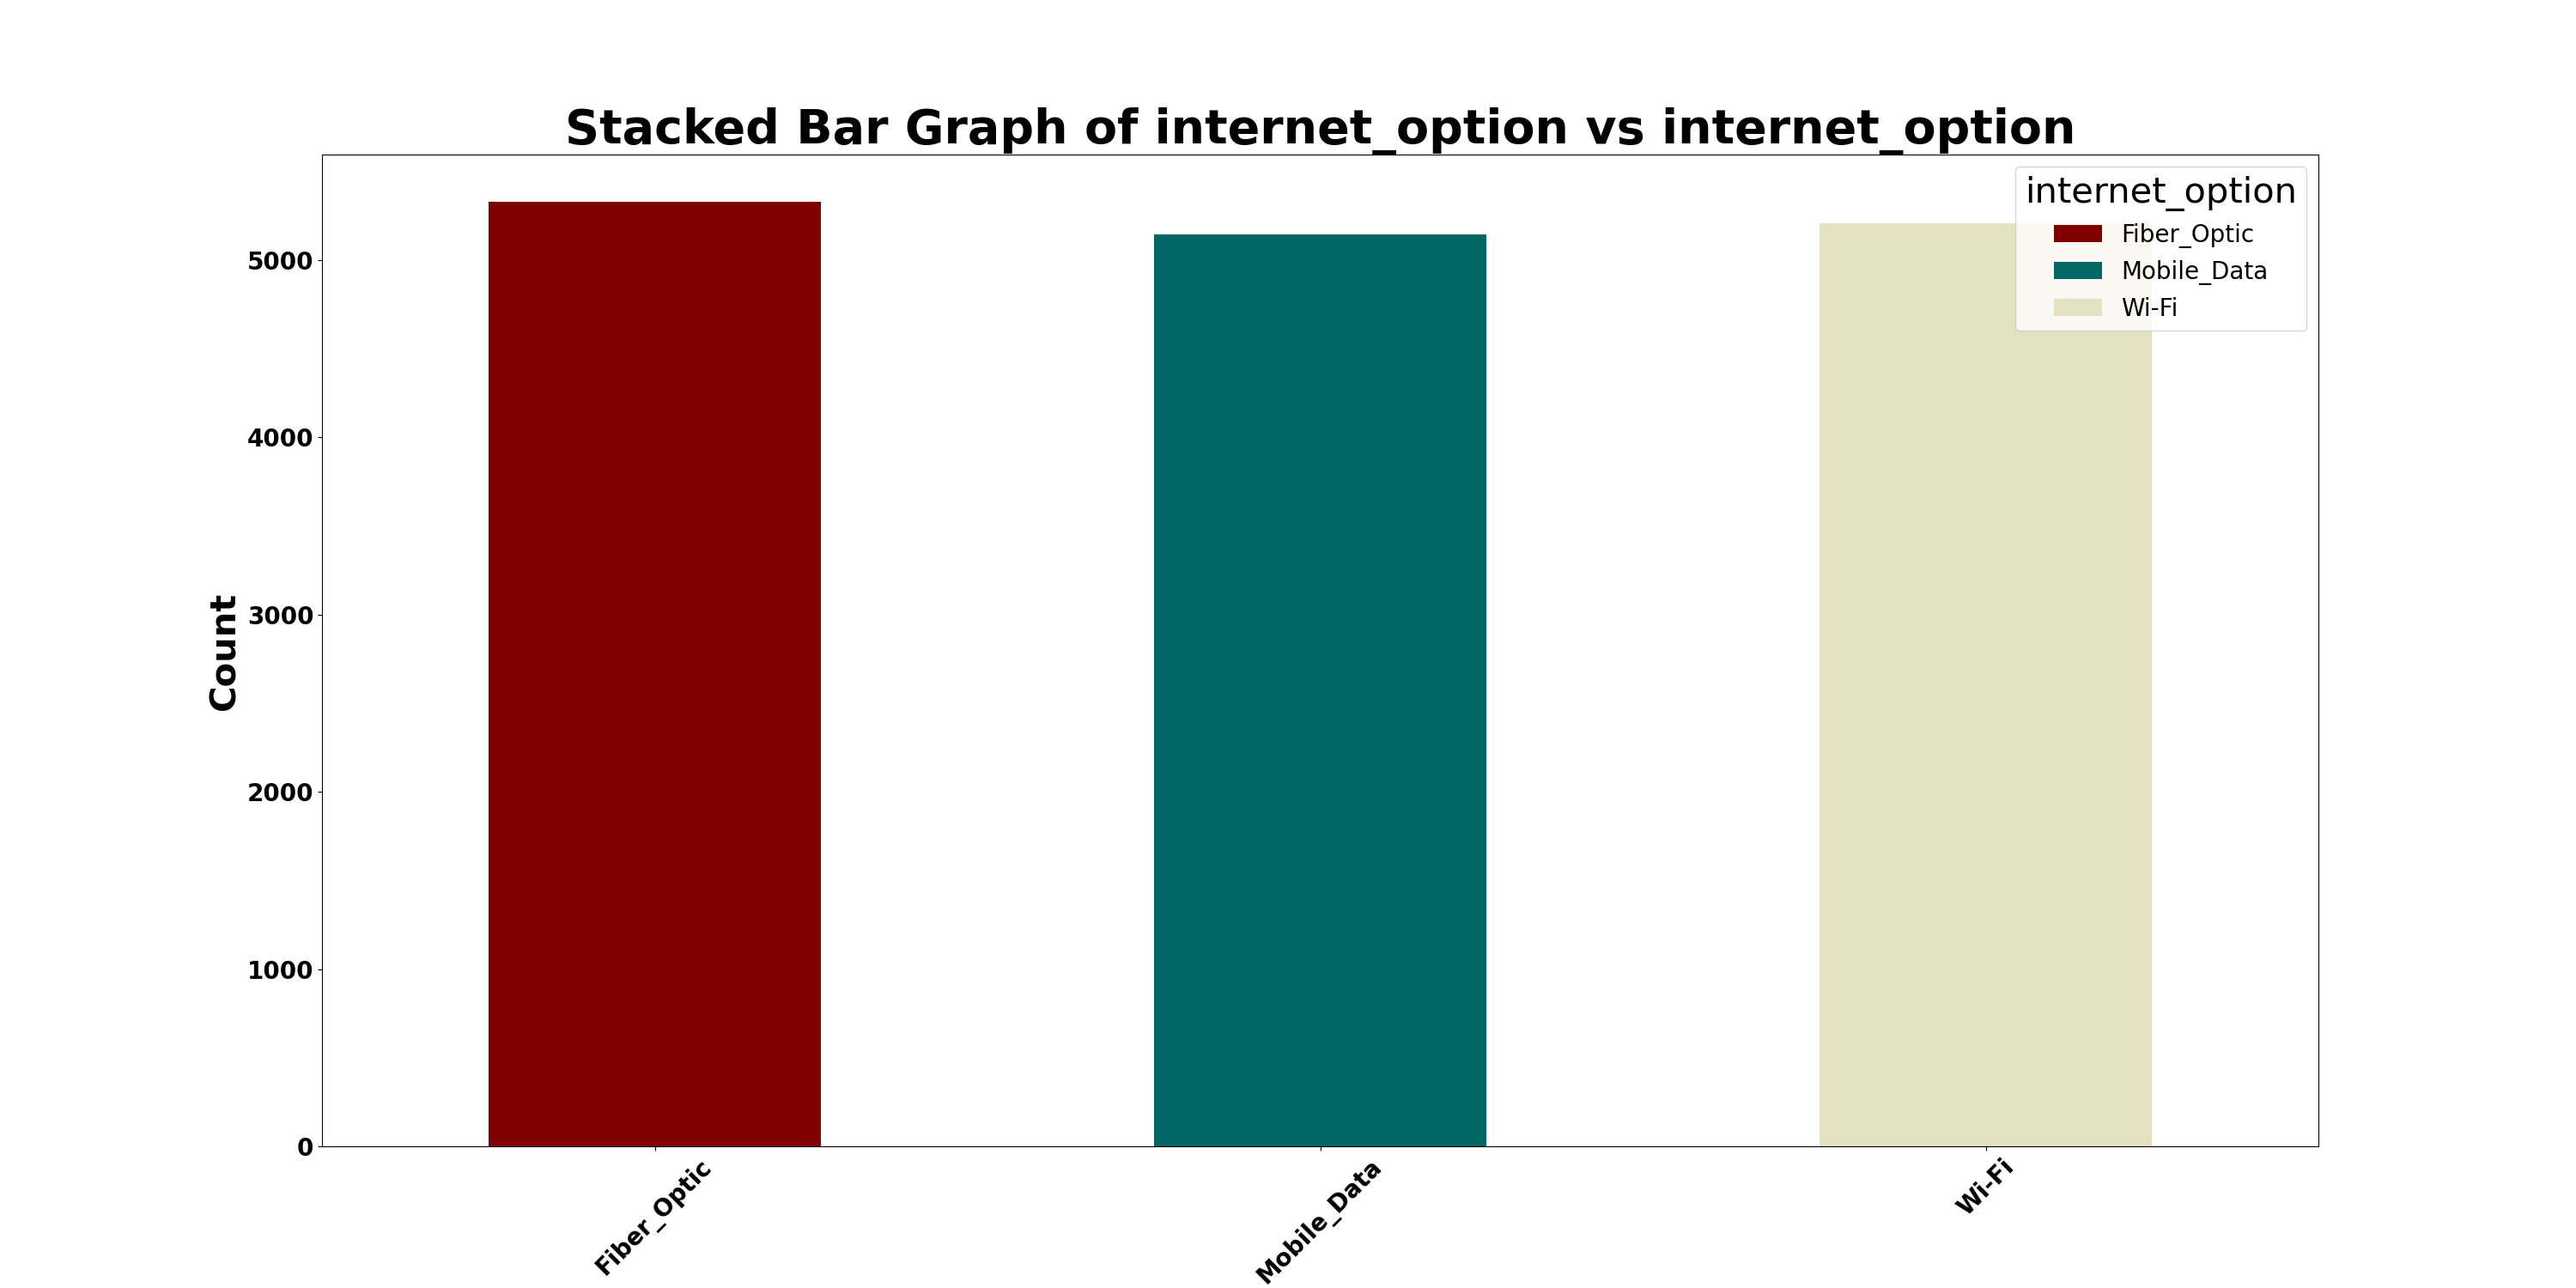 Stacked Bar Graph of internet_option vs internet_option
internet_option
Fiber_Optic
Mobile_Data
Wi-Fi
Count
5000
4000
3000
2000
1000
0
Fiber_Optic
Mobile_Data
Wi-Fi